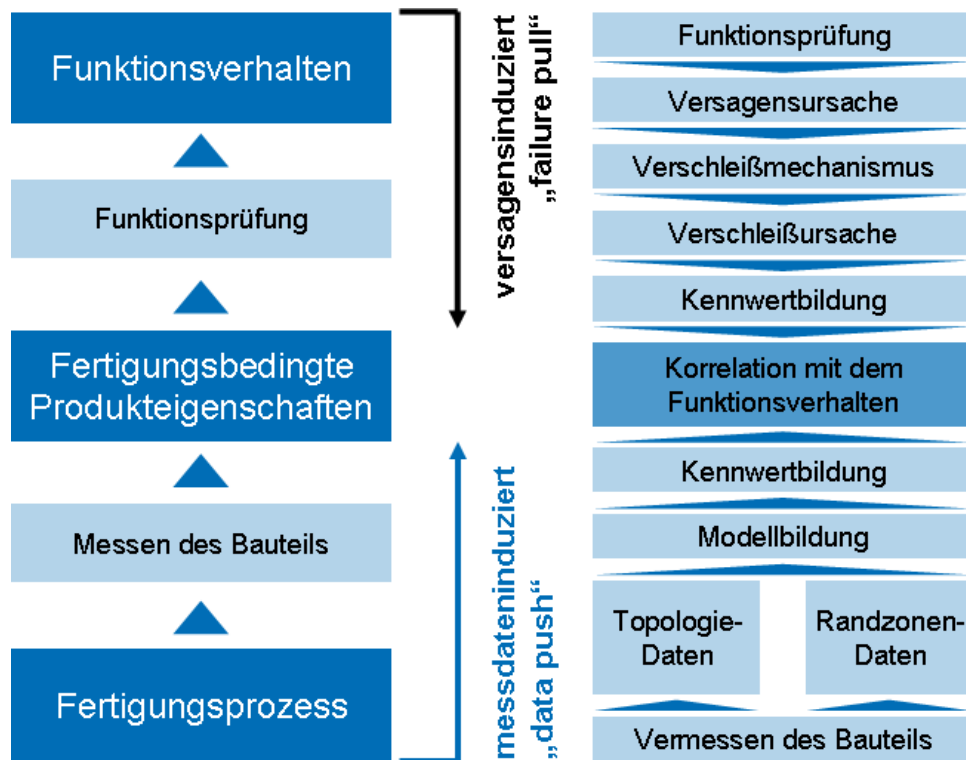 Funktionsverhalten
Funktionsprüfung
Fertigungsbedingte
Produkteigenschaften
Messen des Bauteils
Fertigungsprozess
versagensinduziert
„failure pull“
messdateninduziert
„data push“
Funktionsprüfung
Versagensursache
Verschleißmechanismus
Verschleißursache
Kennwertbildung
Korrelation mit dem
Funktionsverhalten
Kennwertbildung
Modellbildung
Topologie-
Daten
Randzonen-
Daten
Vermessen des Bauteils